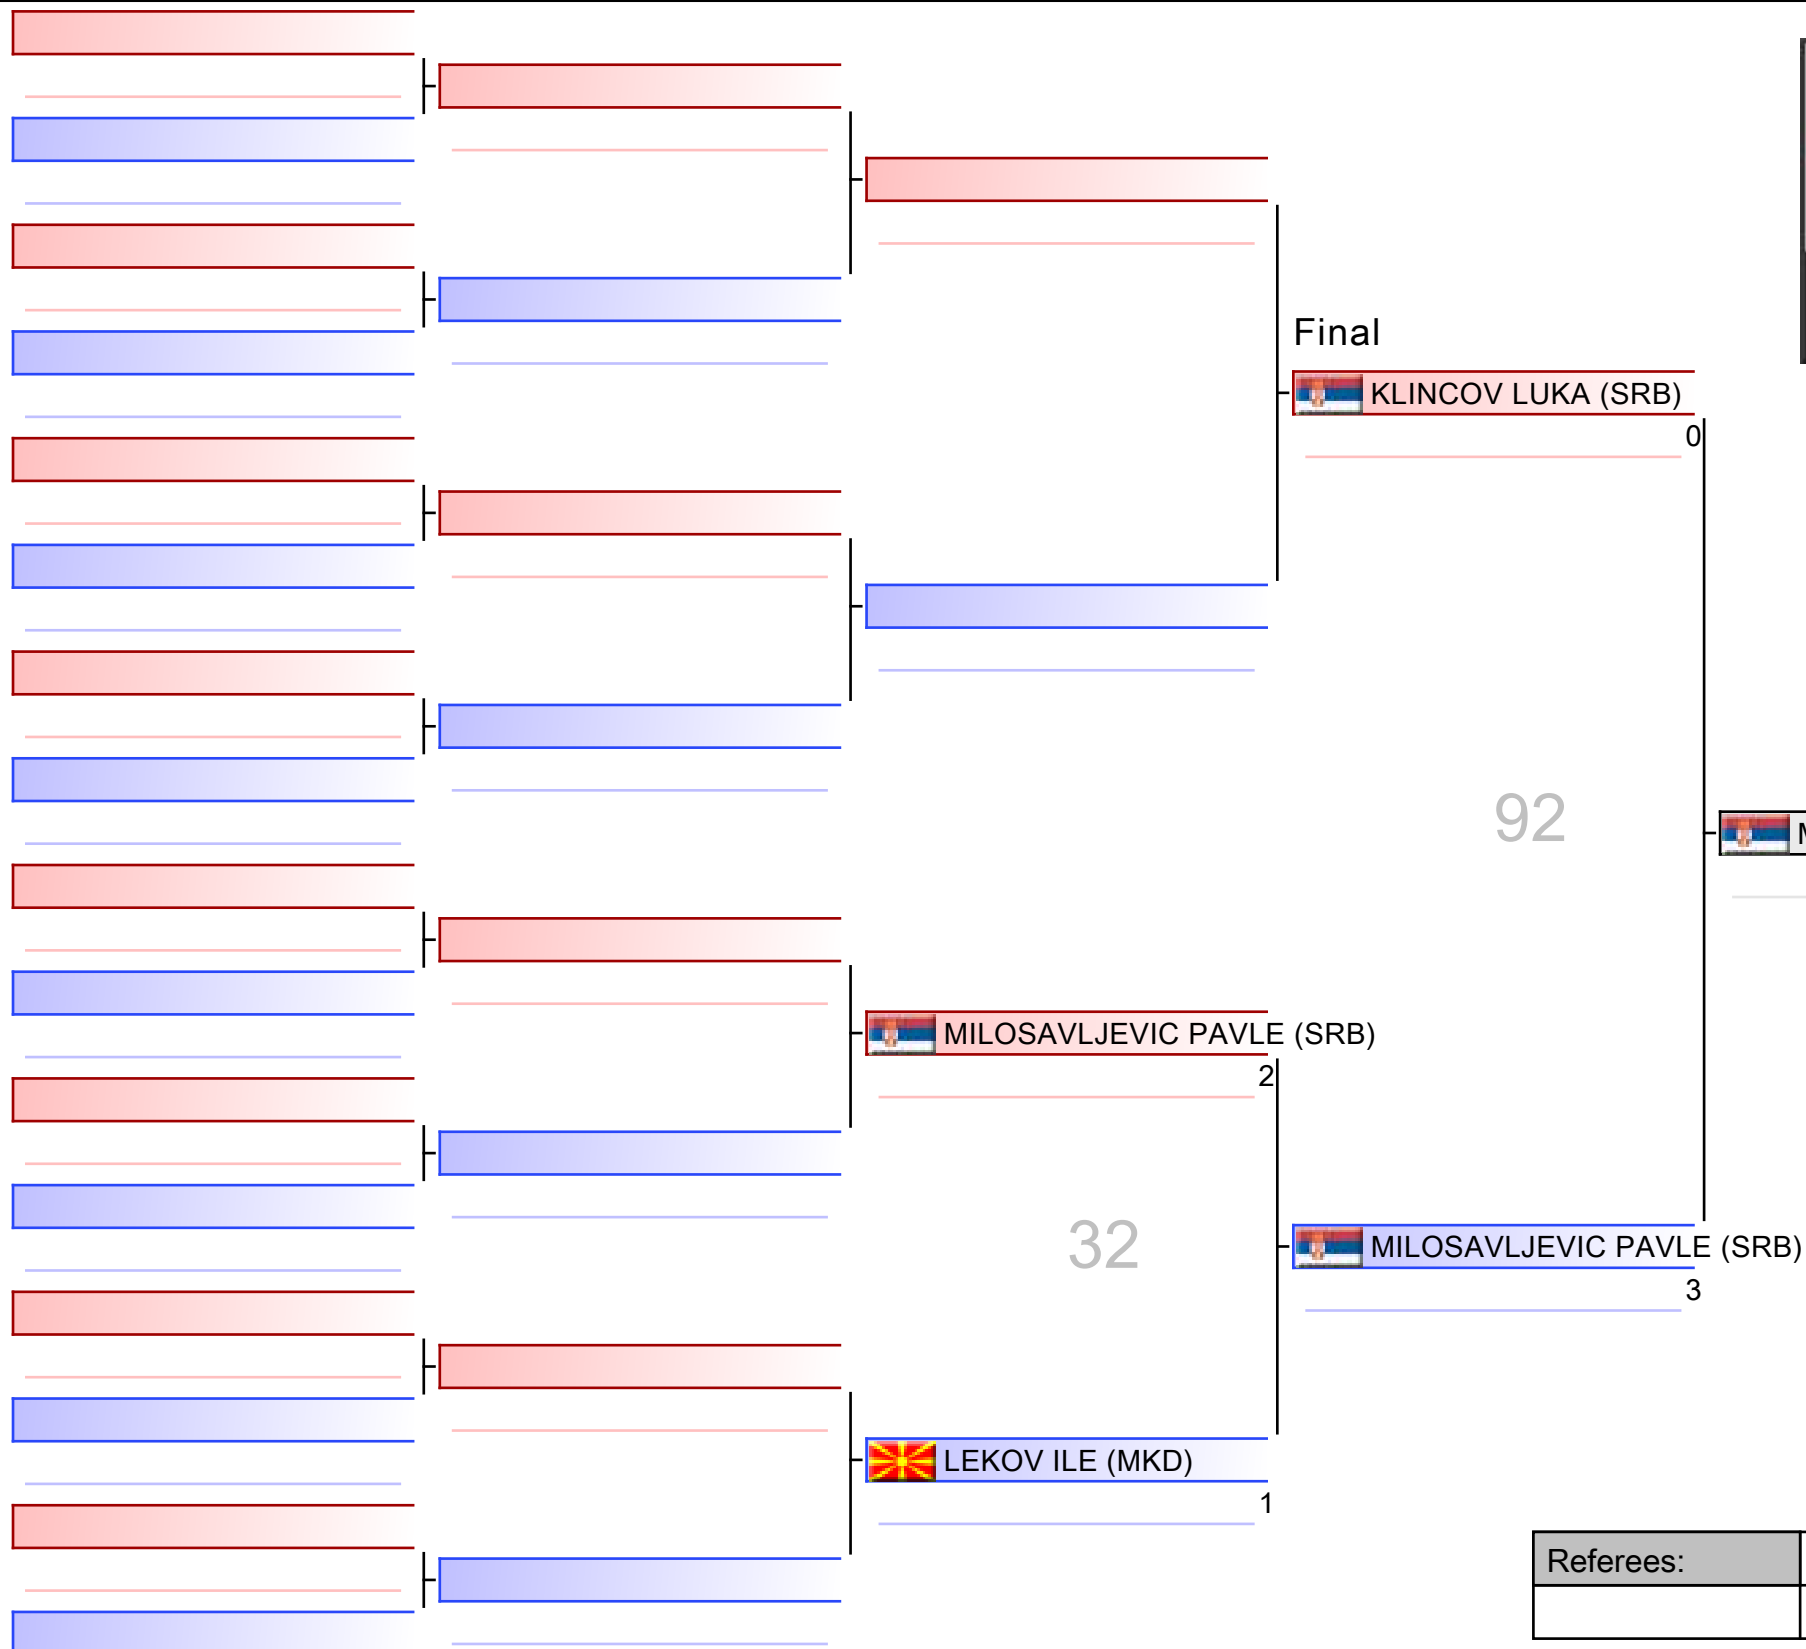 Final
KLINCOV LUKA (SRB)
0
92
M
MILOSAVLJEVIC PAVLE (SRB)
2
32
MILOSAVLJEVIC PAVLE (SRB)
3
LEKOV ILE (MKD)
1
Referees: